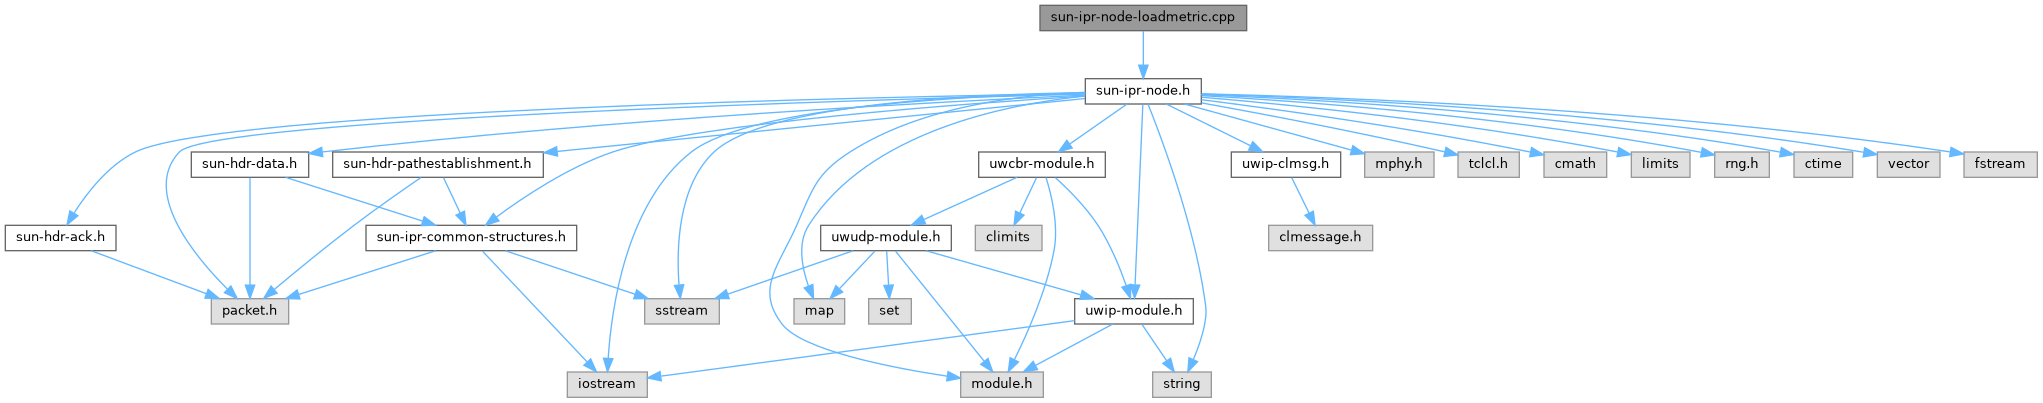 sun-ipr-node-loadmetric.cpp
sun-ipr-node.h
sun-hdr-data.h
sun-hdr-pathestablishment.h
uwcbr-module.h
uwip-clmsg.h
mphy.h
tclcl.h
cmath
limits
rng.h
ctime
vector
fstream
sun-hdr-ack.h
sun-ipr-common-structures.h
uwudp-module.h
climits
clmessage.h
packet.h
sstream
map
set
uwip-module.h
iostream
module.h
string